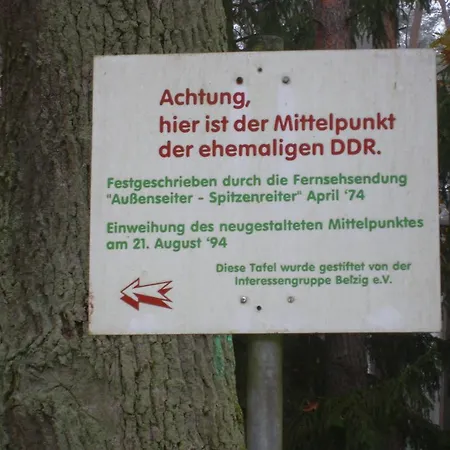 Achtung,
hier ist der Mittelpunkt
der ehemaligen DDR.
Festgeschrieben durch die Fernsehsendung
"Außenseiter - Spitzenreiter" April '74
Einweihung des neugestalteten Mittelpunktes
am 21. August '94
Diese Tafel wurde gestiftet von der
Interessengruppe Belzig e.V.